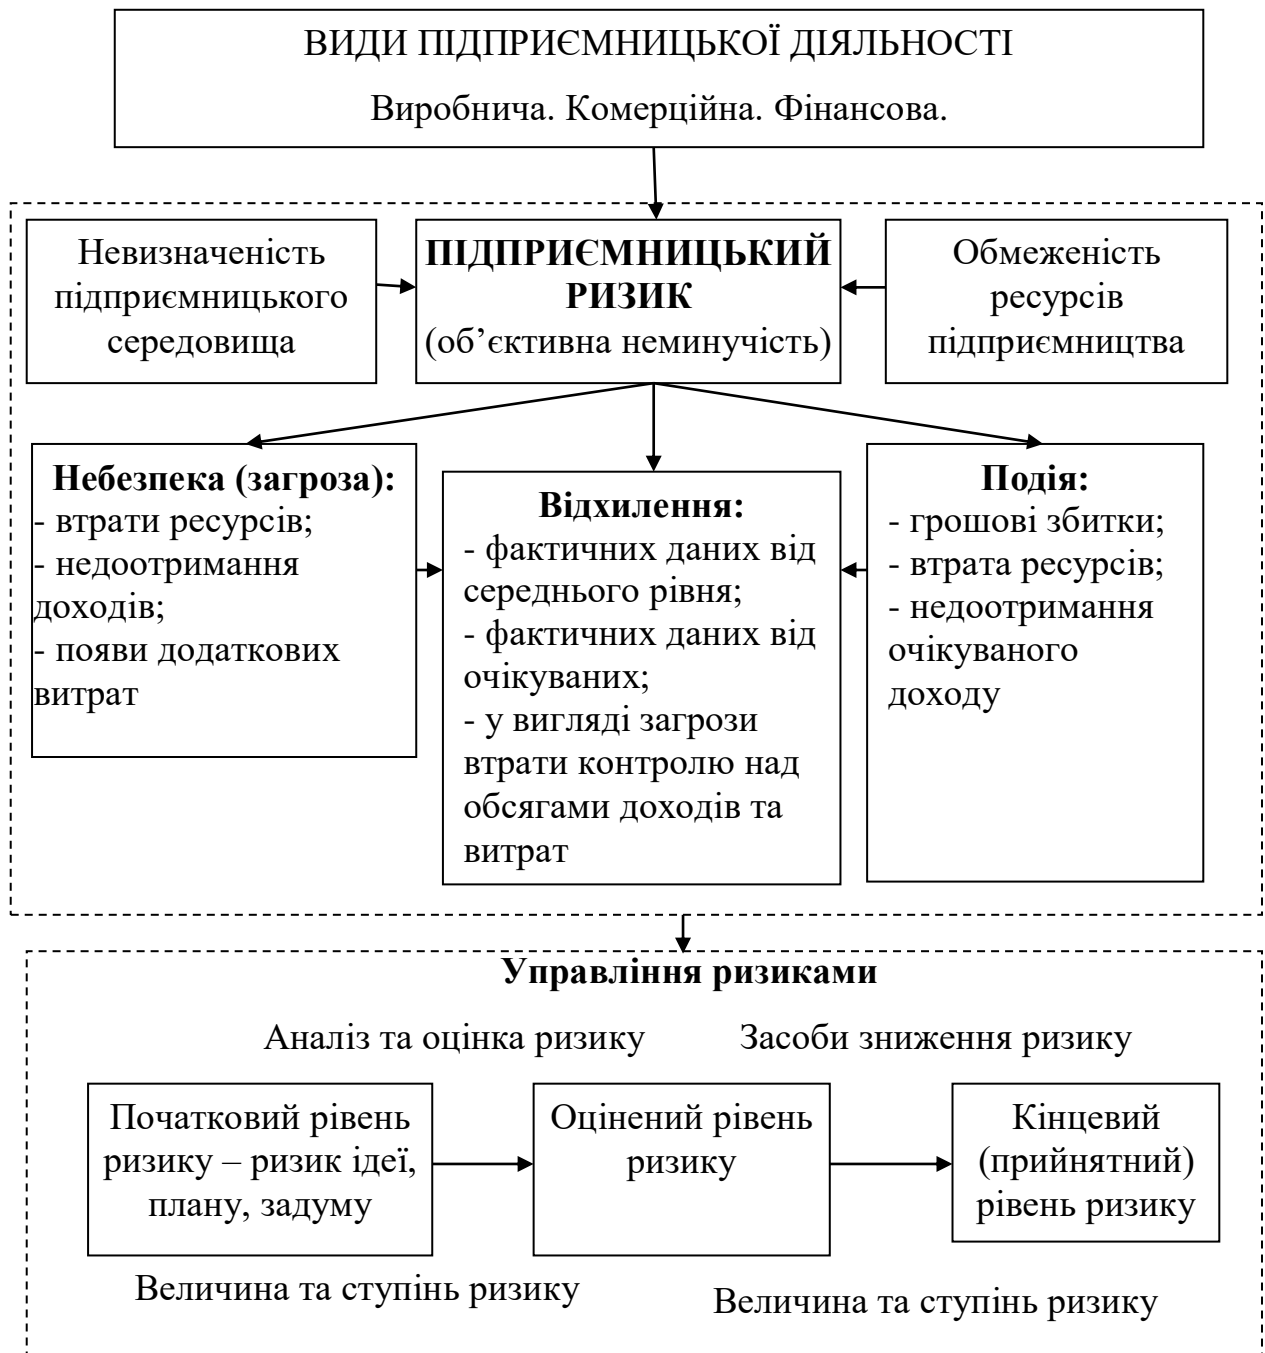 ВИДИ ПІДПРИЄМНИЦЬКОЇ ДІЯЛЬНОСТІ
Виробнича. Комерційна. Фінансова.
Невизначеність
підприємницького
середовища
ПІДПРИЄМНИЦЬКИЙ
РИЗИК
(об’єктивна неминучість)
Обмеженість
ресурсів
підприємництва
Небезпека (загроза):
- втрати ресурсів;
- недоотримання
доходів;
- появи додаткових
витрат
Відхилення:
- фактичних даних від
середнього рівня;
- фактичних даних від
очікуваних;
- у вигляді загрози
втрати контролю над
обсягами доходів та
витрат
Подія:
- грошові збитки;
- втрата ресурсів;
- недоотримання
очікуваного
доходу
Управління ризиками
Аналіз та оцінка ризику
Засоби зниження ризику
Початковий рівень
ризику – ризик ідеї,
плану, задуму
Оцінений рівень
ризику
Кінцевий
(прийнятний)
рівень ризику
Величина та ступінь ризику
Величина та ступінь ризику